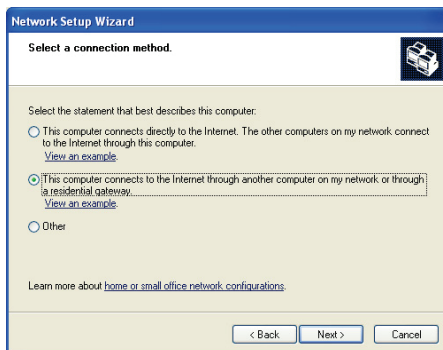 Network Setup Wizard
Select a connection method.
Select the statement that best describes this computer:
This computer connects directly to the Internet. The other computers on my network connect
to the Internet through this computer.
View an example.
This computer connects to the Internet through another computer on my network or through
a residential gateway.
View an example.
Other
Learn more about home or small office network configurations.
< Back Next > Cancel